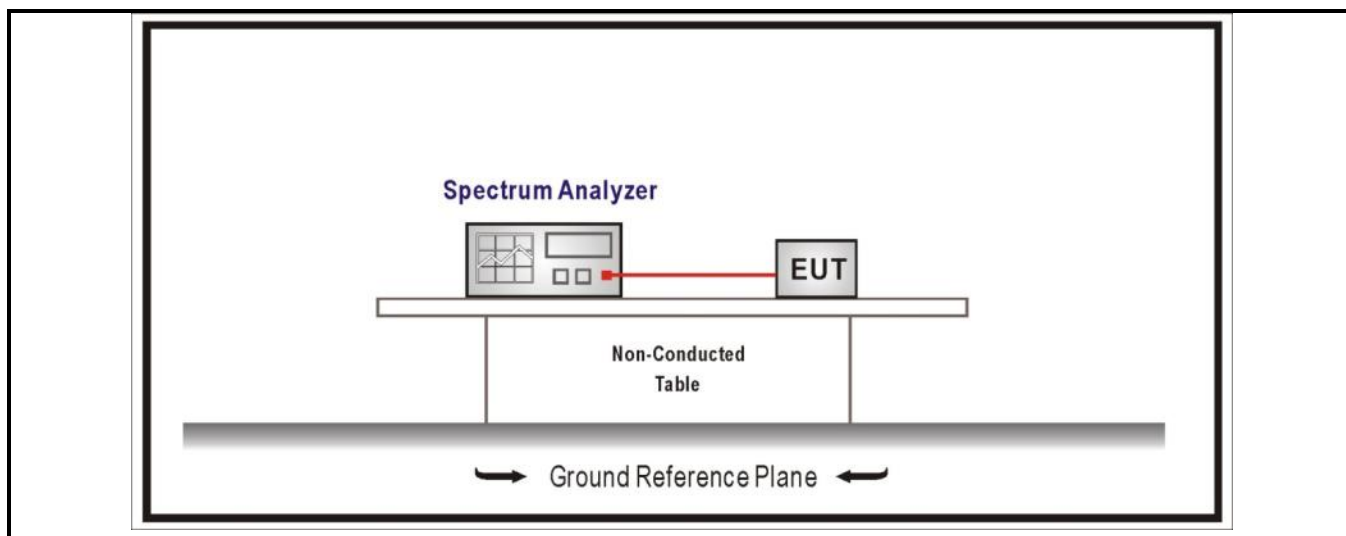 Spectrum Analyzer
EUT
Non-Conducted
Table
Ground Reference Plane